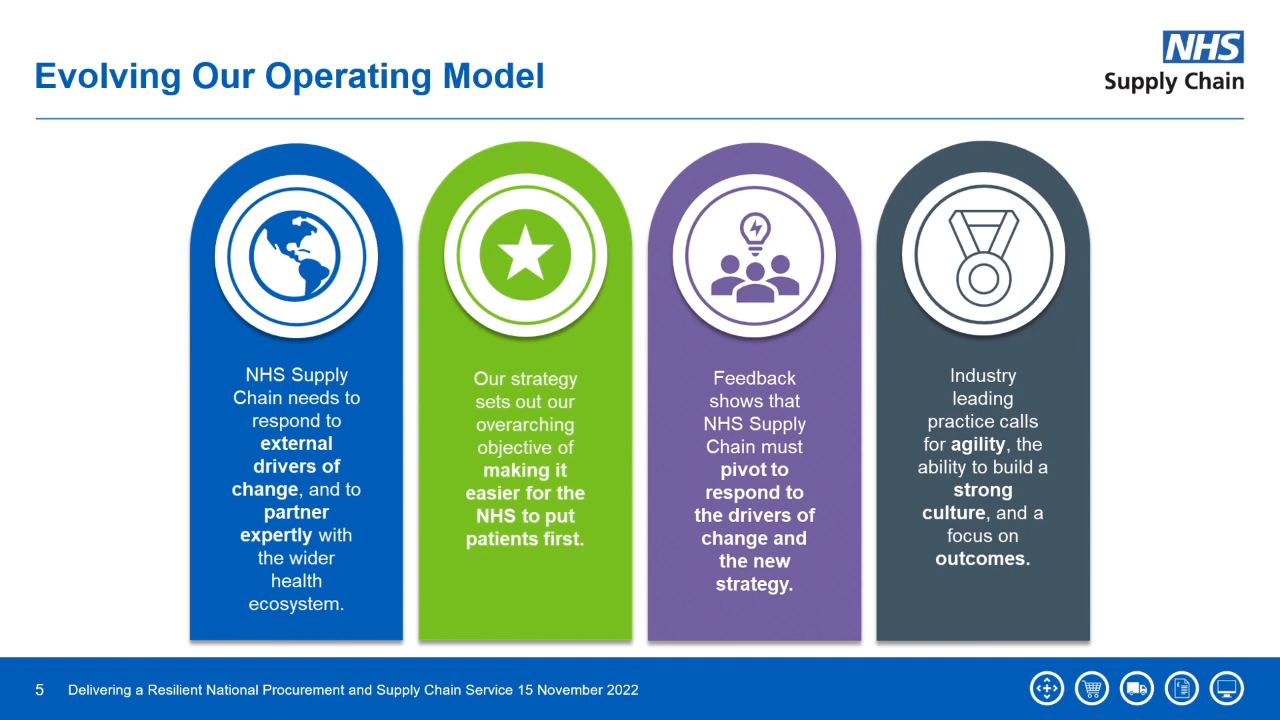 Evolving Our Operating Model
NHS
Supply Chain
NHS Supply
Chain needs to
respond to
external
drivers of
change, and to
partner
expertly with
the wider
health
ecosystem.
Our strategy
sets out our
overarching
objective of
making it
easier for the
NHS to put
patients first.
Feedback
shows that
NHS Supply
Chain must
pivot to
respond to
the drivers of
change and
the new
strategy.
Industry
leading
practice calls
for agility, the
ability to build a
strong
culture, and a
focus on
outcomes.
5 Delivering a Resilient National Procurement and Supply Chain Service 15 November 2022